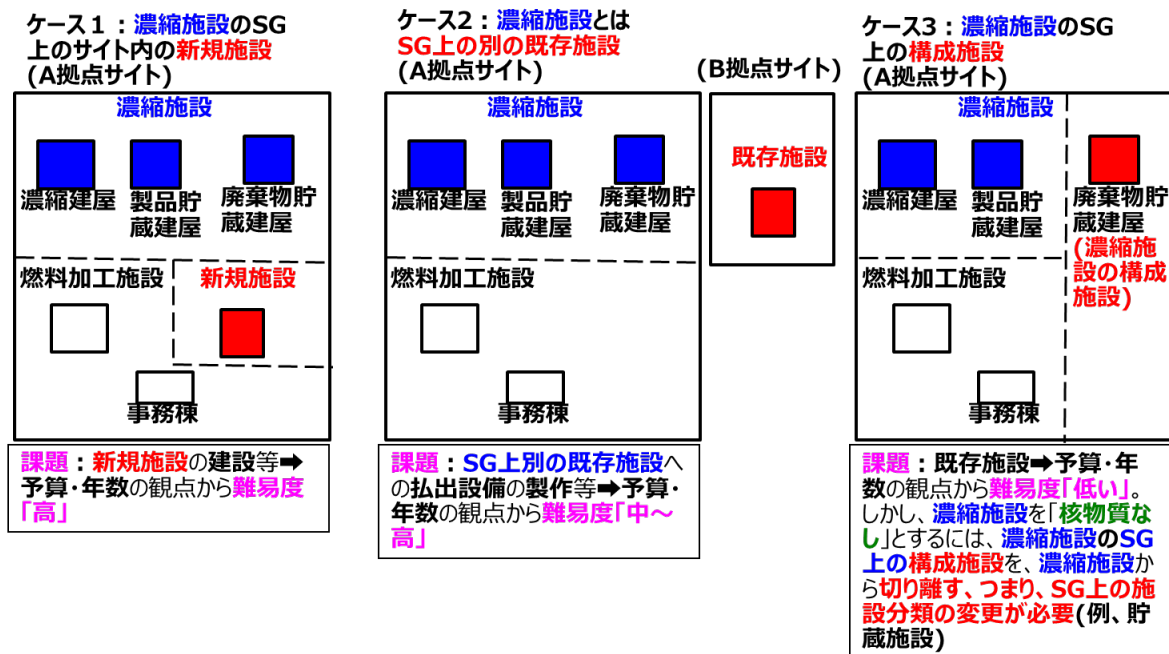 ケース1：濃縮施設のSG
上のサイト内の新規施設
(A拠点サイト)
濃縮施設
濃縮建屋
製品貯
蔵建屋
廃棄物貯
蔵建屋
燃料加工施設
新規施設
事務棟
課題：新規施設の建設等➡
予算・年数の観点から難易度
「高」
ケース2：濃縮施設とは
SG上の別の既存施設
(A拠点サイト)
(B拠点サイト)
濃縮施設
濃縮建屋
製品貯
蔵建屋
廃棄物貯
蔵建屋
既存施設
燃料加工施設
事務棟
課題：SG上別の既存施設へ
の払出設備の製作等➡予算・
年数の観点から難易度「中～
高」
ケース3：濃縮施設のSG
上の構成施設
(A拠点サイト)
濃縮施設
濃縮建屋
製品貯
蔵建屋
廃棄物貯
蔵建屋
(濃縮施
設の構成
施設)
燃料加工施設
事務棟
課題：既存施設➡予算・年
数の観点から難易度「低い」。
しかし、濃縮施設を「核物質な
し」とするには、濃縮施設のSG
上の構成施設を、濃縮施設か
ら切り離す、つまり、SG上の施
設分類の変更が必要(例、貯
蔵施設)